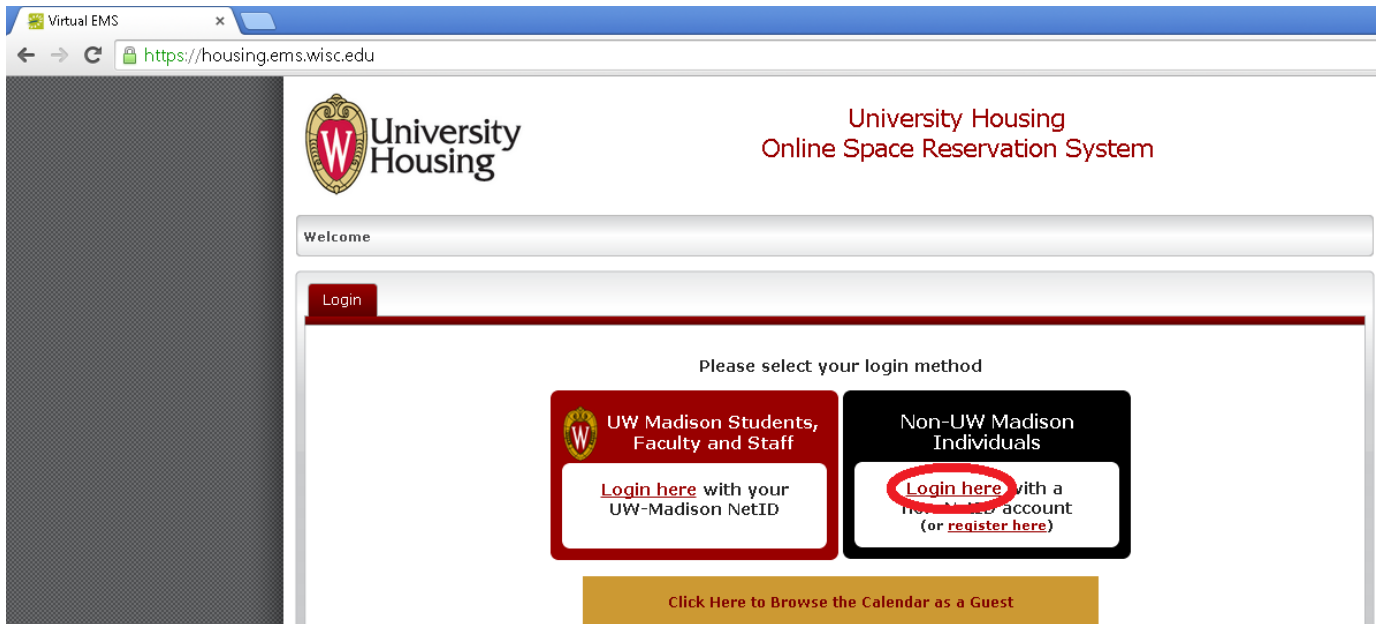 Virtual EMS
https://housing.ems.wisc.edu
University
Housing
University Housing
Online Space Reservation System
Welcome
Login
Please select your login method
W
UW Madison Students,
Faculty and Staff
Login here with your
UW-Madison NetID
Non-UW Madison
Individuals
Login here with a
non-NetID account
(or register here)
Click Here to Browse the Calendar as a Guest